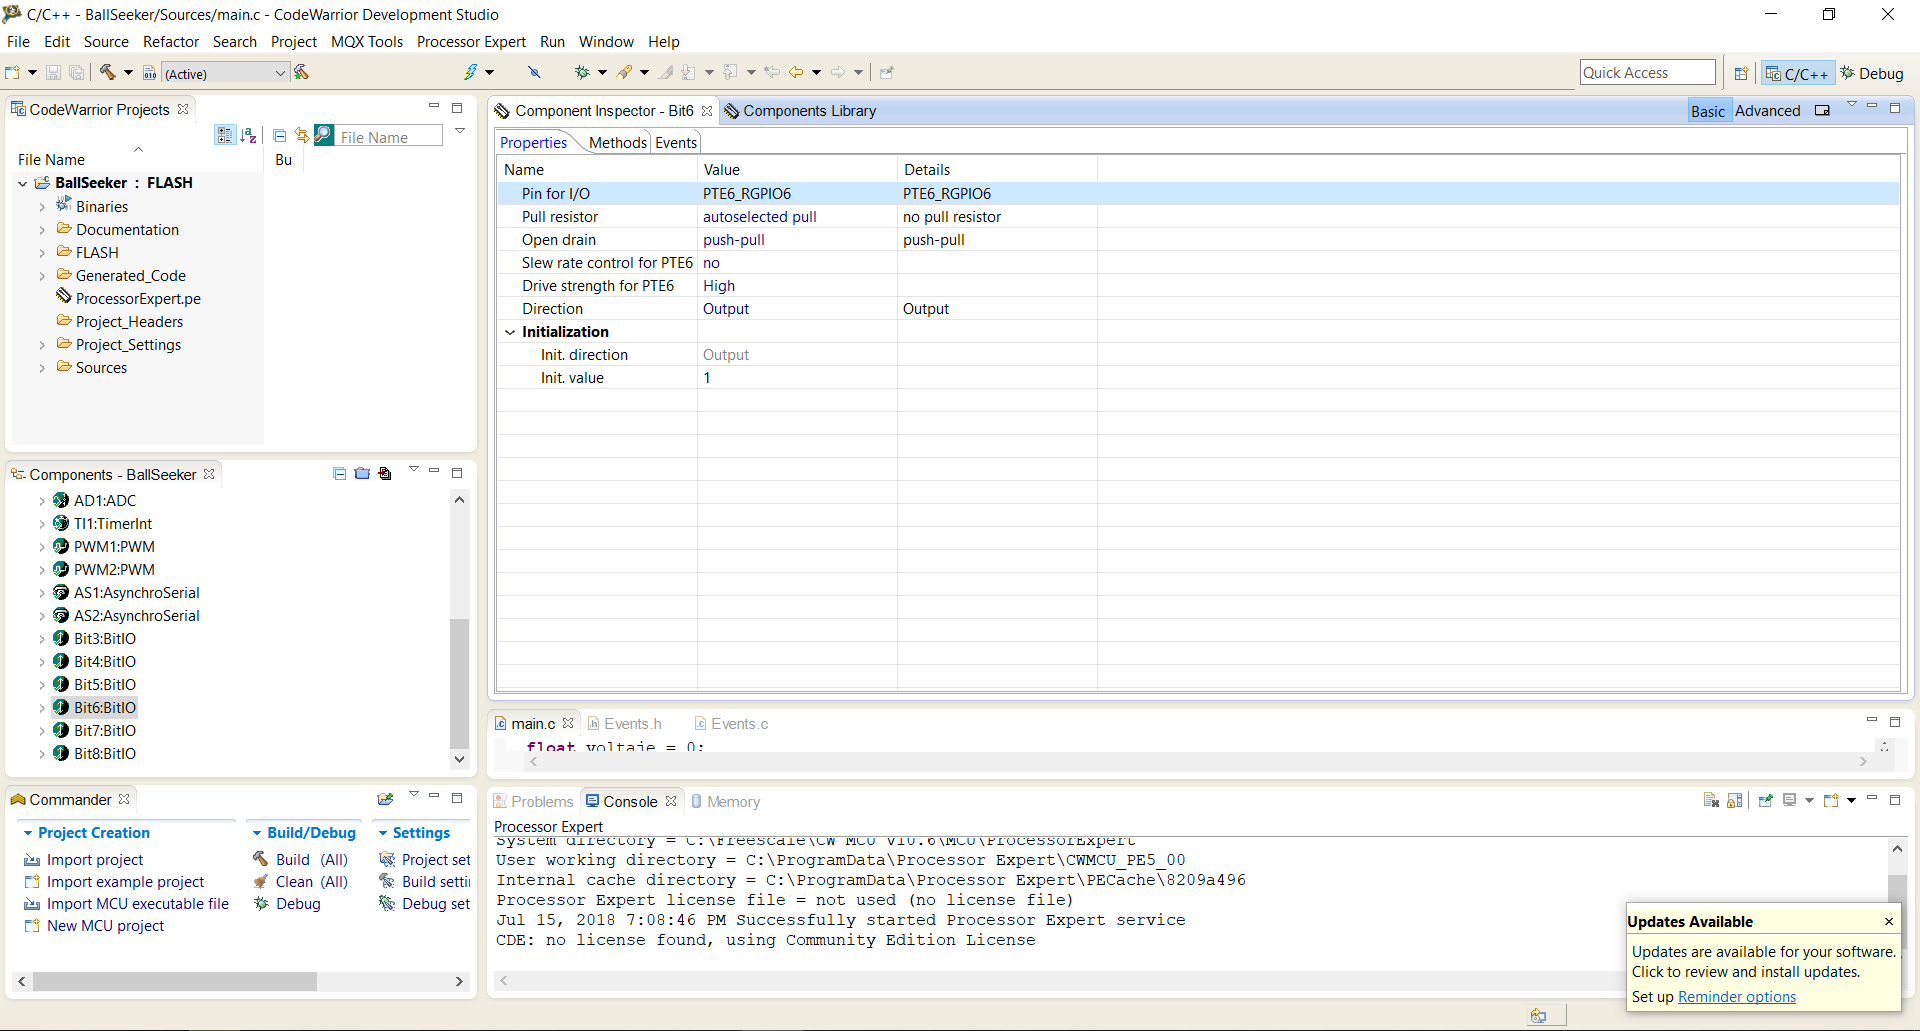 C/C++ - BallSeeker/Sources/main.c - CodeWarrior Development Studio
File Edit Source Refactor Search Project MQX Tools Processor Expert Run Window Help
(Active)
Quick Access
C/C++
Debug
CodeWarrior Projects
File Name
File Name
Bu
BallSeeker : FLASH
Binaries
Documentation
FLASH
Generated_Code
ProcessorExpert.pe
Project_Headers
Project_Settings
Sources
Components - BallSeeker
AD1:ADC
TI1:TimerInt
PWM1:PWM
PWM2:PWM
AS1:AsynchroSerial
AS2:AsynchroSerial
Bit3:BitIO
Bit4:BitIO
Bit5:BitIO
Bit6:BitIO
Bit7:BitIO
Bit8:BitIO
Commander
Project Creation
Import project
Import example project
Import MCU executable file
New MCU project
Build/Debug
Build (All)
Clean (All)
Debug
Settings
Project set
Build setti
Debug set
Component Inspector - Bit6
Components Library
Basic Advanced
Properties Methods Events
Name Value Details
Pin for I/O PTE6_RGPIO6 PTE6_RGPIO6
Pull resistor autoselected pull no pull resistor
Open drain push-pull push-pull
Slew rate control for PTE6 no
Drive strength for PTE6 High
Direction Output Output
Initialization
Init. direction Output
Init. value 1
main.c Events.h Events.c
float voltaje = 0;
Problems Console Memory
Processor Expert
System directory = C:\Freescale\CW MCU v10.6\MCU\ProcessorExpert
User working directory = C:\ProgramData\Processor Expert\CWMCU_PE5_00
Internal cache directory = C:\ProgramData\Processor Expert\PECache\8209a496
Processor Expert license file = not used (no license file)
Jul 15, 2018 7:08:46 PM Successfully started Processor Expert service
CDE: no license found, using Community Edition License
Updates Available
Updates are available for your software.
Click to review and install updates.
Set up Reminder options